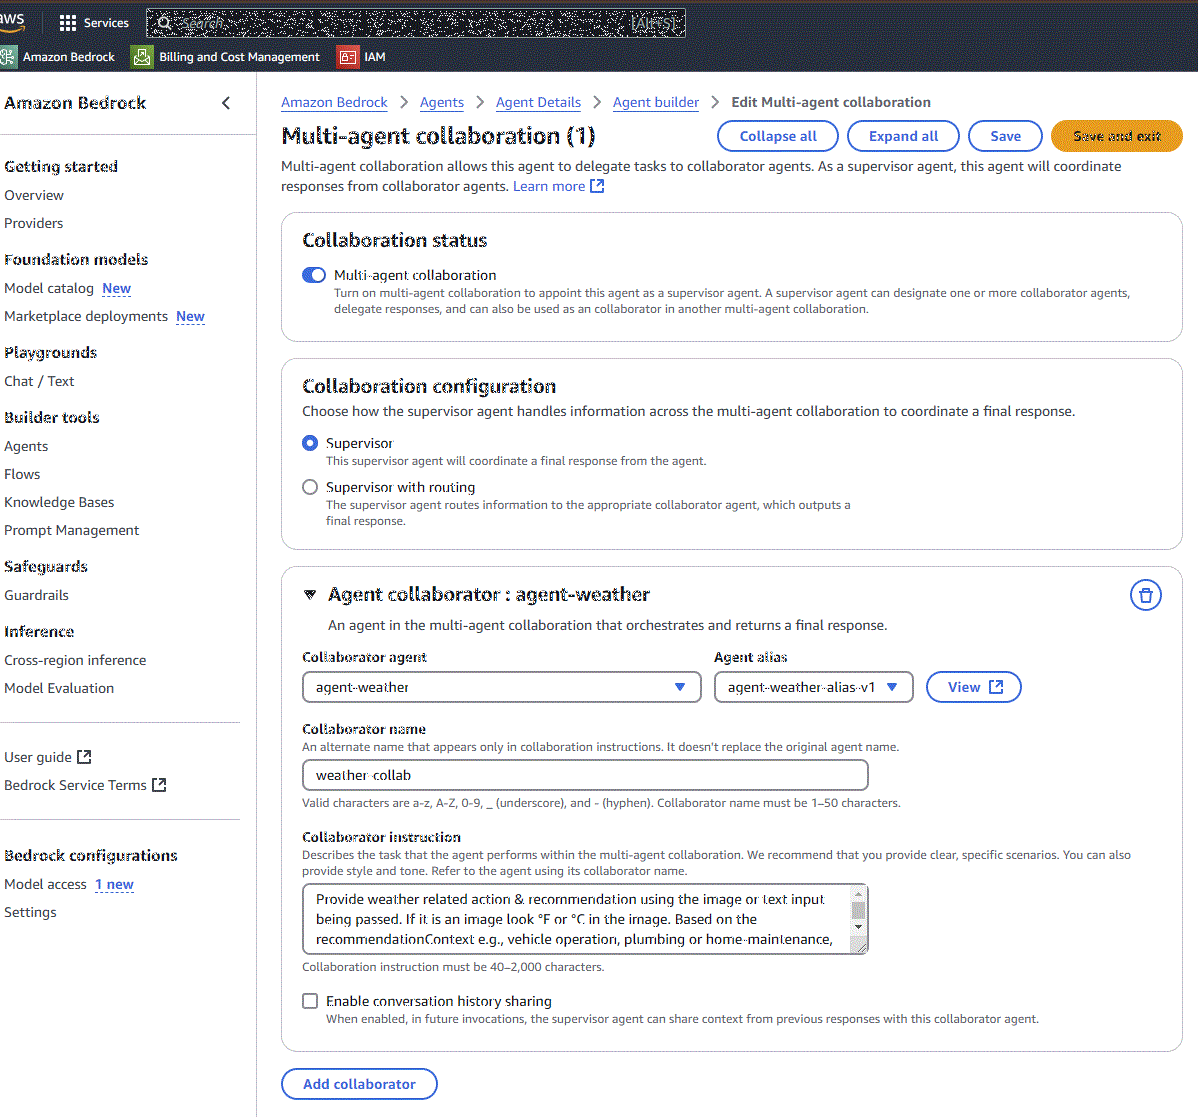 aws
Services
Search
[Alt+S]
Amazon Bedrock
Billing and Cost Management
IAM
Amazon Bedrock
Getting started
Overview
Providers
Foundation models
Model catalog New
Marketplace deployments New
Playgrounds
Chat / Text
Builder tools
Agents
Flows
Knowledge Bases
Prompt Management
Safeguards
Guardrails
Inference
Cross-region inference
Model Evaluation
User guide
Bedrock Service Terms
Bedrock configurations
Model access 1 new
Settings
Amazon Bedrock > Agents > Agent Details > Agent builder > Edit Multi-agent collaboration
Multi-agent collaboration (1)
Collapse all
Expand all
Save
Save and exit
Multi-agent collaboration allows this agent to delegate tasks to collaborator agents. As a supervisor agent, this agent will coordinate
responses from collaborator agents. Learn more
Collaboration status
Multi-agent collaboration
Turn on multi-agent collaboration to appoint this agent as a supervisor agent. A supervisor agent can designate one or more collaborator agents,
delegate responses, and can also be used as an collaborator in another multi-agent collaboration.
Collaboration configuration
Choose how the supervisor agent handles information across the multi-agent collaboration to coordinate a final response.
Supervisor
This supervisor agent will coordinate a final response from the agent.
Supervisor with routing
The supervisor agent routes information to the appropriate collaborator agent, which outputs a
final response.
Agent collaborator : agent-weather
An agent in the multi-agent collaboration that orchestrates and returns a final response.
Collaborator agent
Agent alias
agent-weather
agent-weather-alias-v1
View
Collaborator name
An alternate name that appears only in collaboration instructions. It doesn't replace the original agent name.
weather-collab
Valid characters are a-z, A-Z, 0-9, _ (underscore), and - (hyphen). Collaborator name must be 1–50 characters.
Collaborator instruction
Describes the task that the agent performs within the multi-agent collaboration. We recommend that you provide clear, specific scenarios. You can also
provide style and tone. Refer to the agent using its collaborator name.
Provide weather related action & recommendation using the image or text input
being passed. If it is an image look °F or °C in the image. Based on the
recommendationContext e.g., vehicle operation, plumbing or home-maintenance,
Collaboration instruction must be 40–2,000 characters.
Enable conversation history sharing
When enabled, in future invocations, the supervisor agent can share context from previous responses with this collaborator agent.
Add collaborator